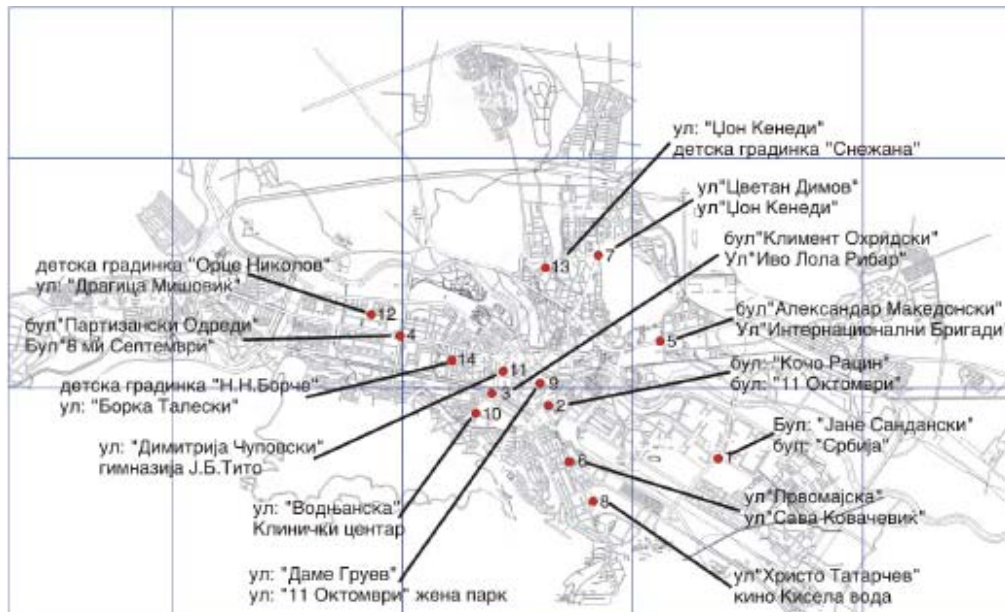 ул: "Џон Кенеди"
детска градинка "Снежана"
ул"Цветан Димов"
ул"Џон Кенеди"
бул"Климент Охридски"
Ул"Иво Лола Рибар"
13
7
детска градинка "Орце Николов"
ул: "Драгица Мишовик"
12
бул"Александар Македонски"
Ул"Интернационални Бригади"
бул"Партизански Одреди"
Бул"8 ми Септември"
4
5
14
11
бул: "Кочо Рацин"
бул: "11 Октомври"
детска градинка "Н.Н.Борче"
ул: "Борка Талески"
9
3
2
10
Бул: "Јане Сандански"
бул: "Србија"
ул: "Димитрија Чуповски"
гимназија Ј.Б.Тито
1
6
ул"Првомајска"
ул"Сава Ковачевиќ"
ул: "Водњанска"
Клинички центар
8
ул: "Даме Груев"
ул: "11 Октомври" жена парк
ул"Христо Татарчев"
кино Кисела вода